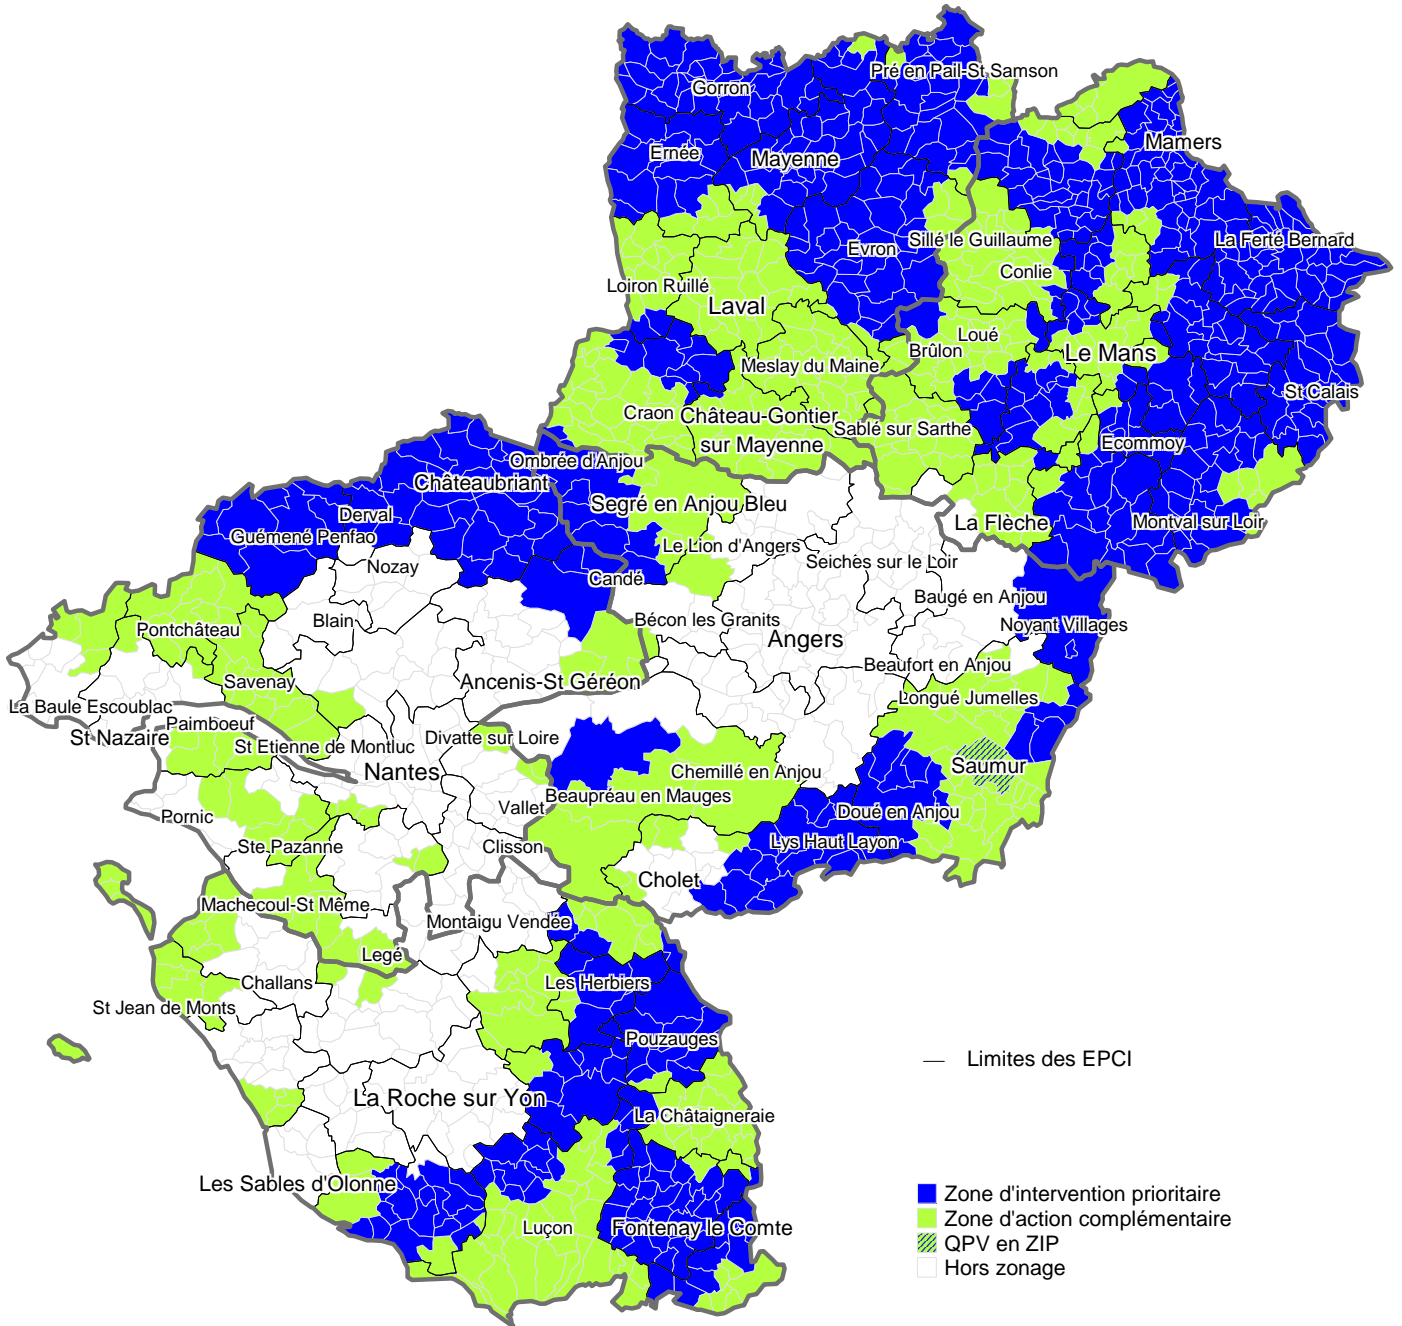 Pré en Pail-St Samson
Gorron
Mamers
Ernée
Mayenne
La Ferté Bernard
Sillé le Guillaume
Evron
Conlie
Loiron Ruillé
Laval
Loué
Brûlon
Le Mans
Meslay du Maine
St Calais
Craon
Château-Gontier
sur Mayenne
Sablé sur Sarthe
Ecommoy
Ombrée d'Anjou
Châteaubriant
Segré en Anjou Bleu
Derval
La Flèche
Montval sur Loir
Guémené Penfao
Le Lion d'Angers
Nozay
Seiches sur le Loir
Candé
Baugé en Anjou
Blain
Bécon les Granits
Noyant Villages
Pontchâteau
Angers
Beaufort en Anjou
Savenay
Ancenis-St Géréon
Longué Jumelles
La Baule Escoublac
Paimboeuf
St Nazaire
St Etienne de Montluc
Divatte sur Loire
Nantes
Chemillé en Anjou
Saumur
Beaupréau en Mauges
Vallet
Pornic
Doué en Anjou
Ste Pazanne
Clisson
Lys Haut Layon
Cholet
Machecoul-St Même
Montaigu Vendée
Legé
Challans
Les Herbiers
St Jean de Monts
Pouzauges
Limites des EPCI
La Roche sur Yon
La Châtaigneraie
Les Sables d'Olonne
Luçon
Fontenay le Comte
Zone d'intervention prioritaire
Zone d'action complémentaire
QPV en ZIP
Hors zonage